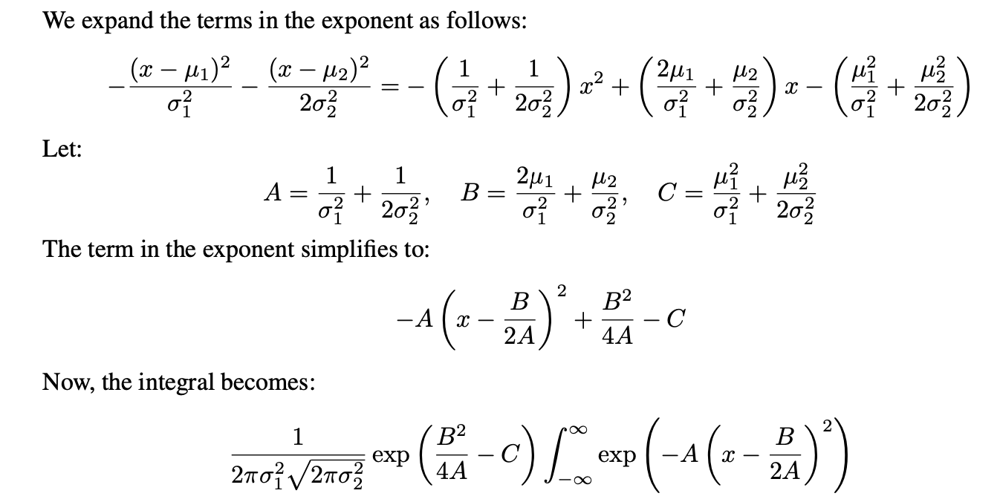 We expand the terms in the exponent as follows:
$$-\frac{(x-\mu_1)^2}{\sigma_1^2} - \frac{(x-\mu_2)^2}{2\sigma_2^2} = -\left(\frac{1}{\sigma_1^2} + \frac{1}{2\sigma_2^2}\right)x^2 + \left(\frac{2\mu_1}{\sigma_1^2} + \frac{\mu_2}{\sigma_2^2}\right)x - \left(\frac{\mu_1^2}{\sigma_1^2} + \frac{\mu_2^2}{2\sigma_2^2}\right)$$
Let:
$$A = \frac{1}{\sigma_1^2} + \frac{1}{2\sigma_2^2}, \quad B = \frac{2\mu_1}{\sigma_1^2} + \frac{\mu_2}{\sigma_2^2}, \quad C = \frac{\mu_1^2}{\sigma_1^2} + \frac{\mu_2^2}{2\sigma_2^2}$$
The term in the exponent simplifies to:
$$-A\left(x - \frac{B}{2A}\right)^2 + \frac{B^2}{4A} - C$$
Now, the integral becomes:
$$\frac{1}{2\pi\sigma_1^2\sqrt{2\pi\sigma_2^2}} \exp\left(\frac{B^2}{4A} - C\right) \int_{-\infty}^{\infty} \exp\left(-A\left(x - \frac{B}{2A}\right)^2\right)$$